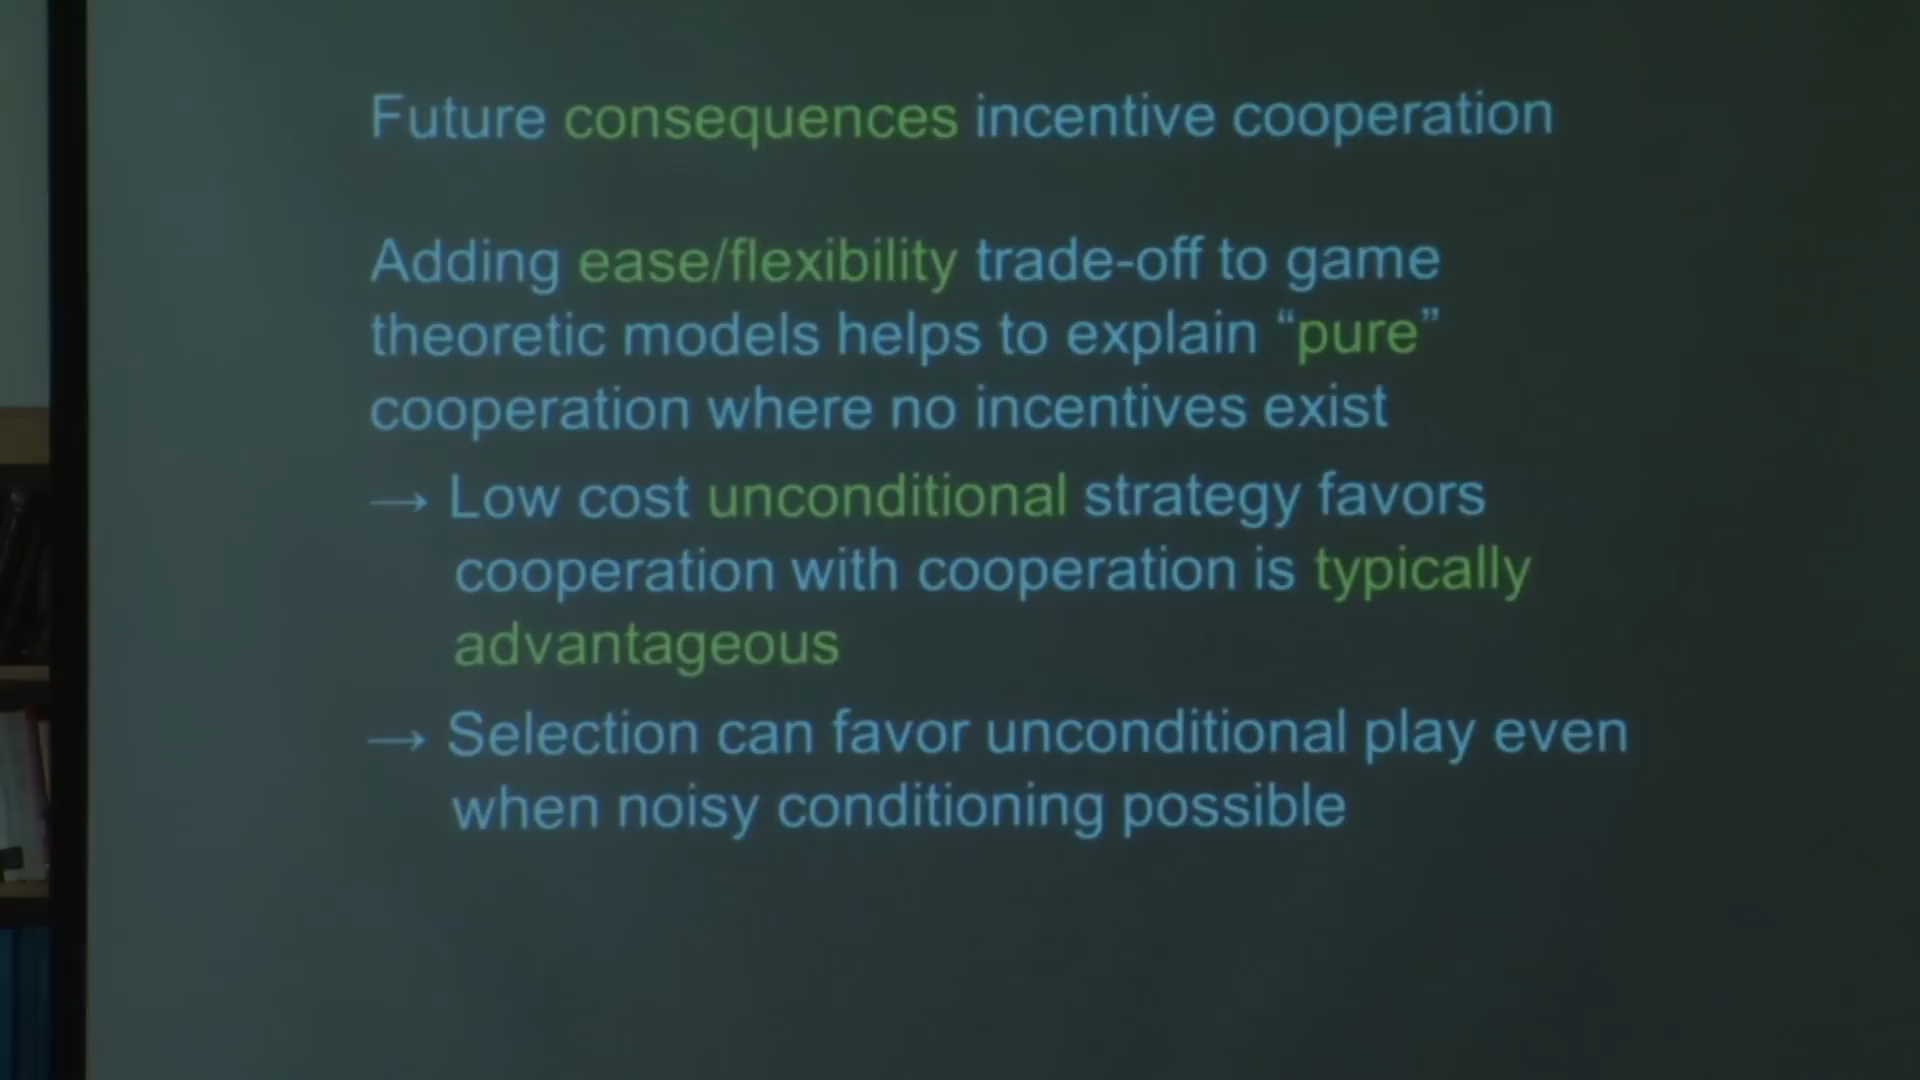 Future consequences incentive cooperation
Adding ease/flexibility trade-off to game
theoretic models helps to explain “pure”
cooperation where no incentives exist
→ Low cost unconditional strategy favors
cooperation with cooperation is typically
advantageous
→ Selection can favor unconditional play even
when noisy conditioning possible